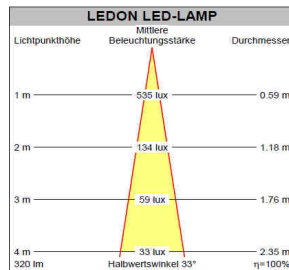 LEDON LED-LAMP
Lichtpunkthöhe Mittlere Beleuchtungsstärke Durchmesser
1 m 535 lux 0.59 m
2 m 134 lux 1.18 m
3 m 59 lux 1.76 m
4 m 33 lux 2.35 m
320 lm Halbwertswinkel 33° η=100%